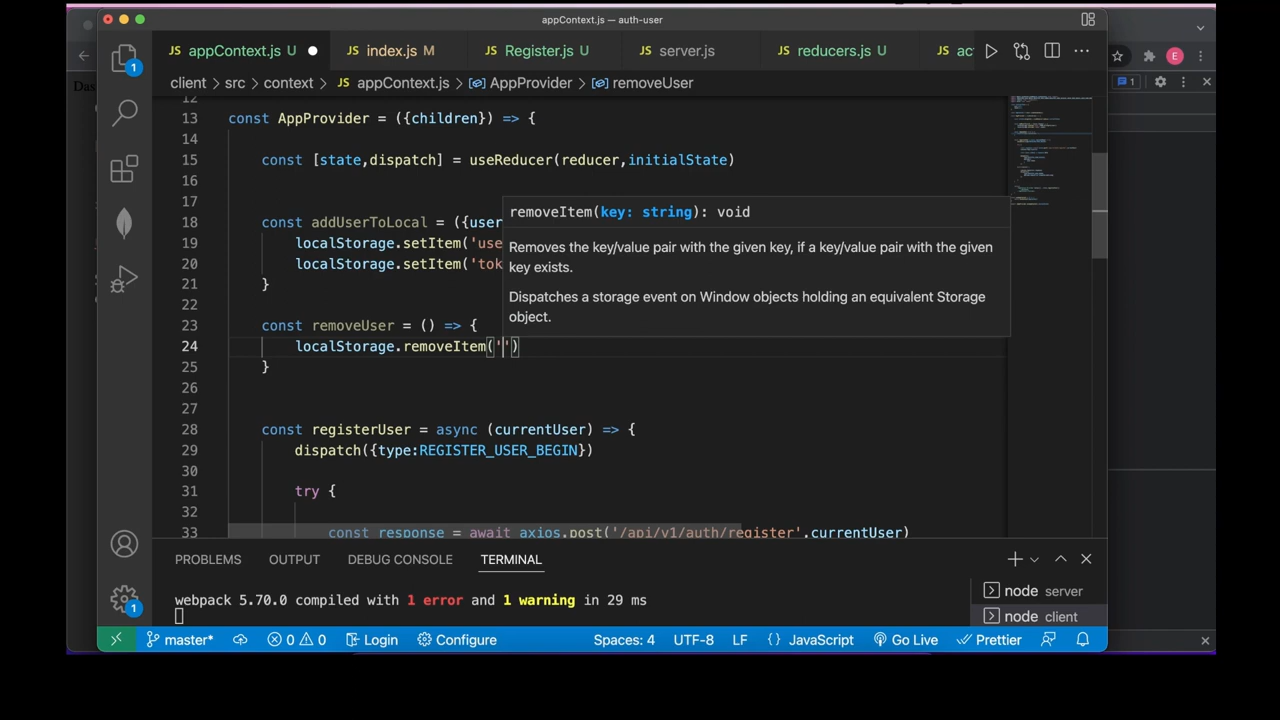 appContext.js — auth-user
JS appContext.js U JS index.js M JS Register.js U JS server.js JS reducers.js U JS
client > src > context > JS appContext.js > AppProvider > removeUser
12
13 const AppProvider = ({children}) => {
14
15 const [state,dispatch] = useReducer(reducer,initialState)
16
17
18 const addUserToLocal = ({user
19 localStorage.setItem('use
20 localStorage.setItem('tok
21 }
22
23 const removeUser = () => {
24 localStorage.removeItem('')
25 }
26
27
28 const registerUser = async (currentUser) => {
29 dispatch({type:REGISTER_USER_BEGIN})
30
31 try {
32
33 const response = await axios.post('/api/v1/auth/register',currentUser)
removeItem(key: string): void
Removes the key/value pair with the given key, if a key/value pair with the given
key exists.
Dispatches a storage event on Window objects holding an equivalent Storage
object.
PROBLEMS OUTPUT DEBUG CONSOLE TERMINAL
webpack 5.70.0 compiled with 1 error and 1 warning in 29 ms
node server
node client
master* 0 0 Login Configure Spaces: 4 UTF-8 LF {} JavaScript Go Live Prettier
1
1
E
1